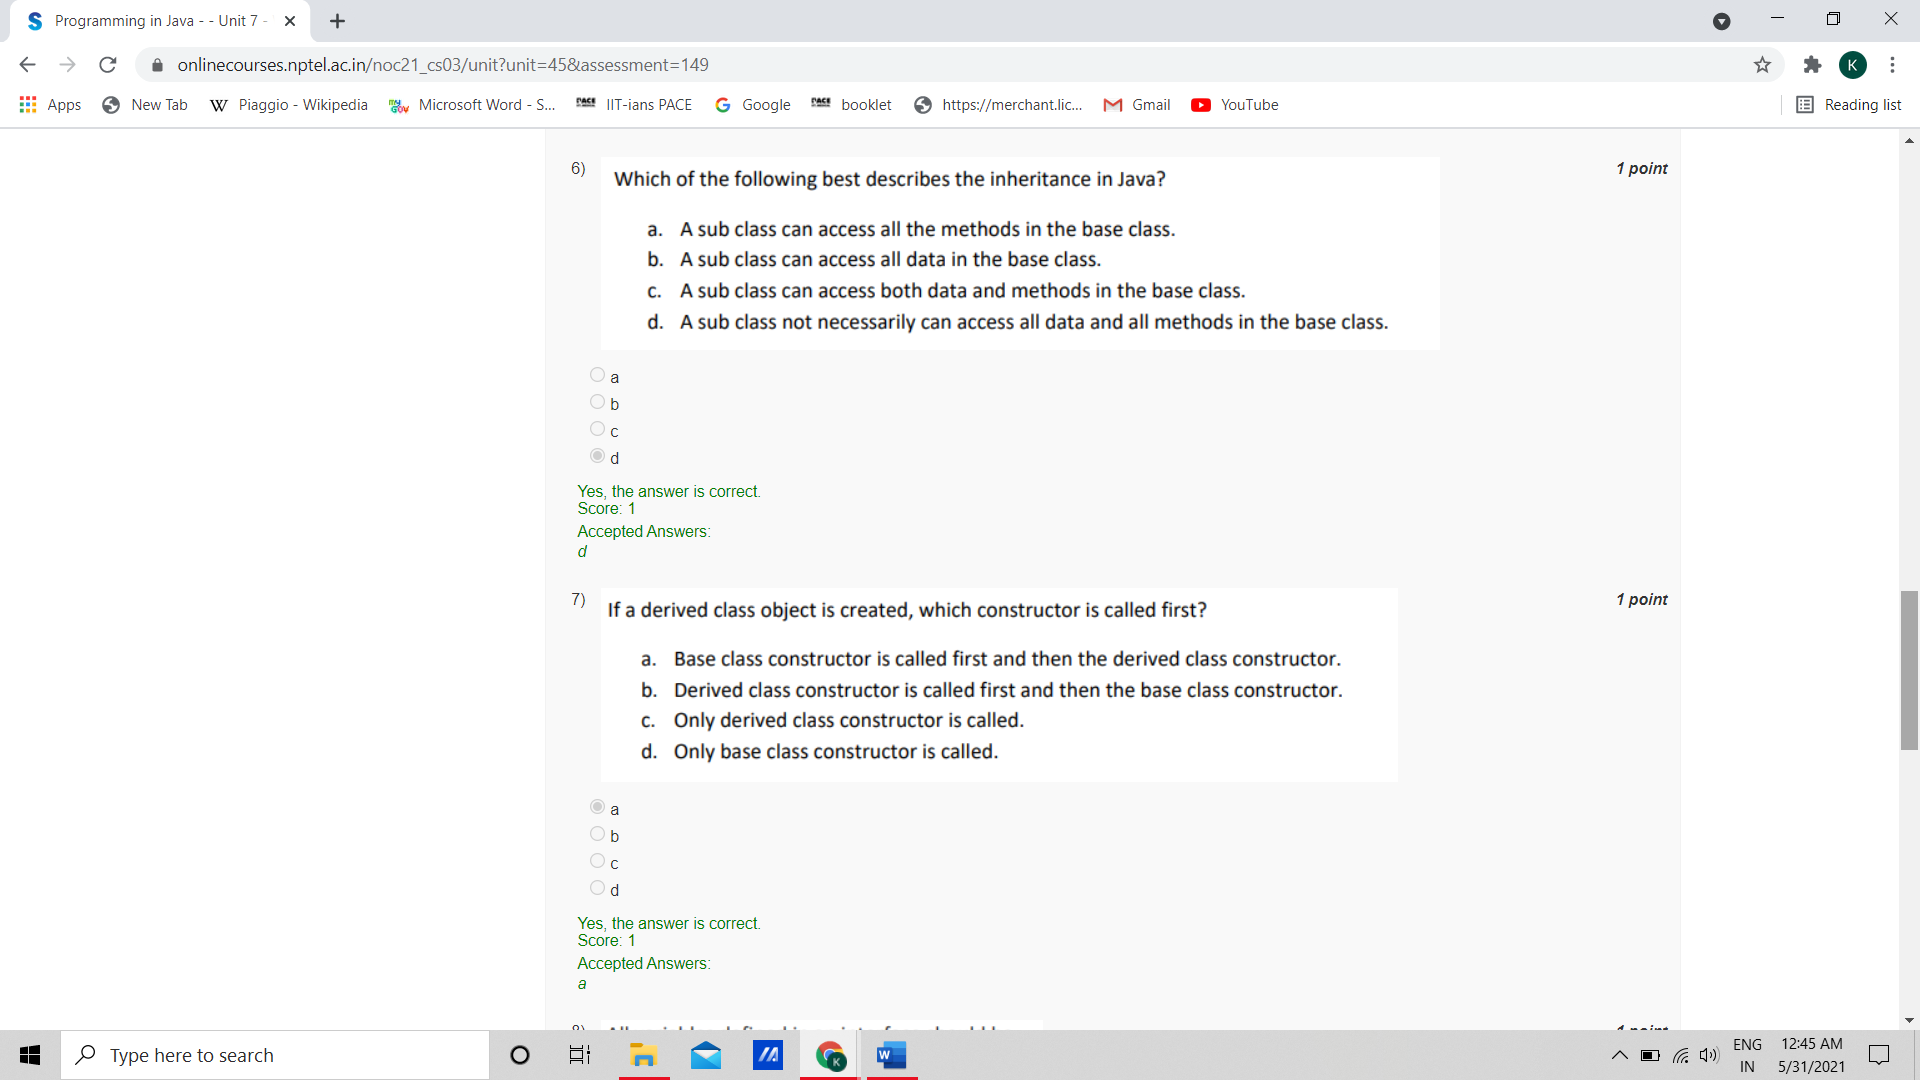 Programming in Java - - Unit 7 -
onlinecourses.nptel.ac.in/noc21_cs03/unit?unit=45&assessment=149
K
Apps
New Tab
W Piaggio - Wikipedia
Microsoft Word - S...
PACE IIT-ians PACE
Google
PACE booklet
https://merchant.lic...
Gmail
YouTube
Reading list
6)
1 point
Which of the following best describes the inheritance in Java?
a. A sub class can access all the methods in the base class.
b. A sub class can access all data in the base class.
c. A sub class can access both data and methods in the base class.
d. A sub class not necessarily can access all data and all methods in the base class.
a
b
c
d
Yes, the answer is correct.
Score: 1
Accepted Answers:
d
7)
1 point
If a derived class object is created, which constructor is called first?
a. Base class constructor is called first and then the derived class constructor.
b. Derived class constructor is called first and then the base class constructor.
c. Only derived class constructor is called.
d. Only base class constructor is called.
a
b
c
d
Yes, the answer is correct.
Score: 1
Accepted Answers:
a
Type here to search
K
W
ENG
IN
12:45 AM
5/31/2021